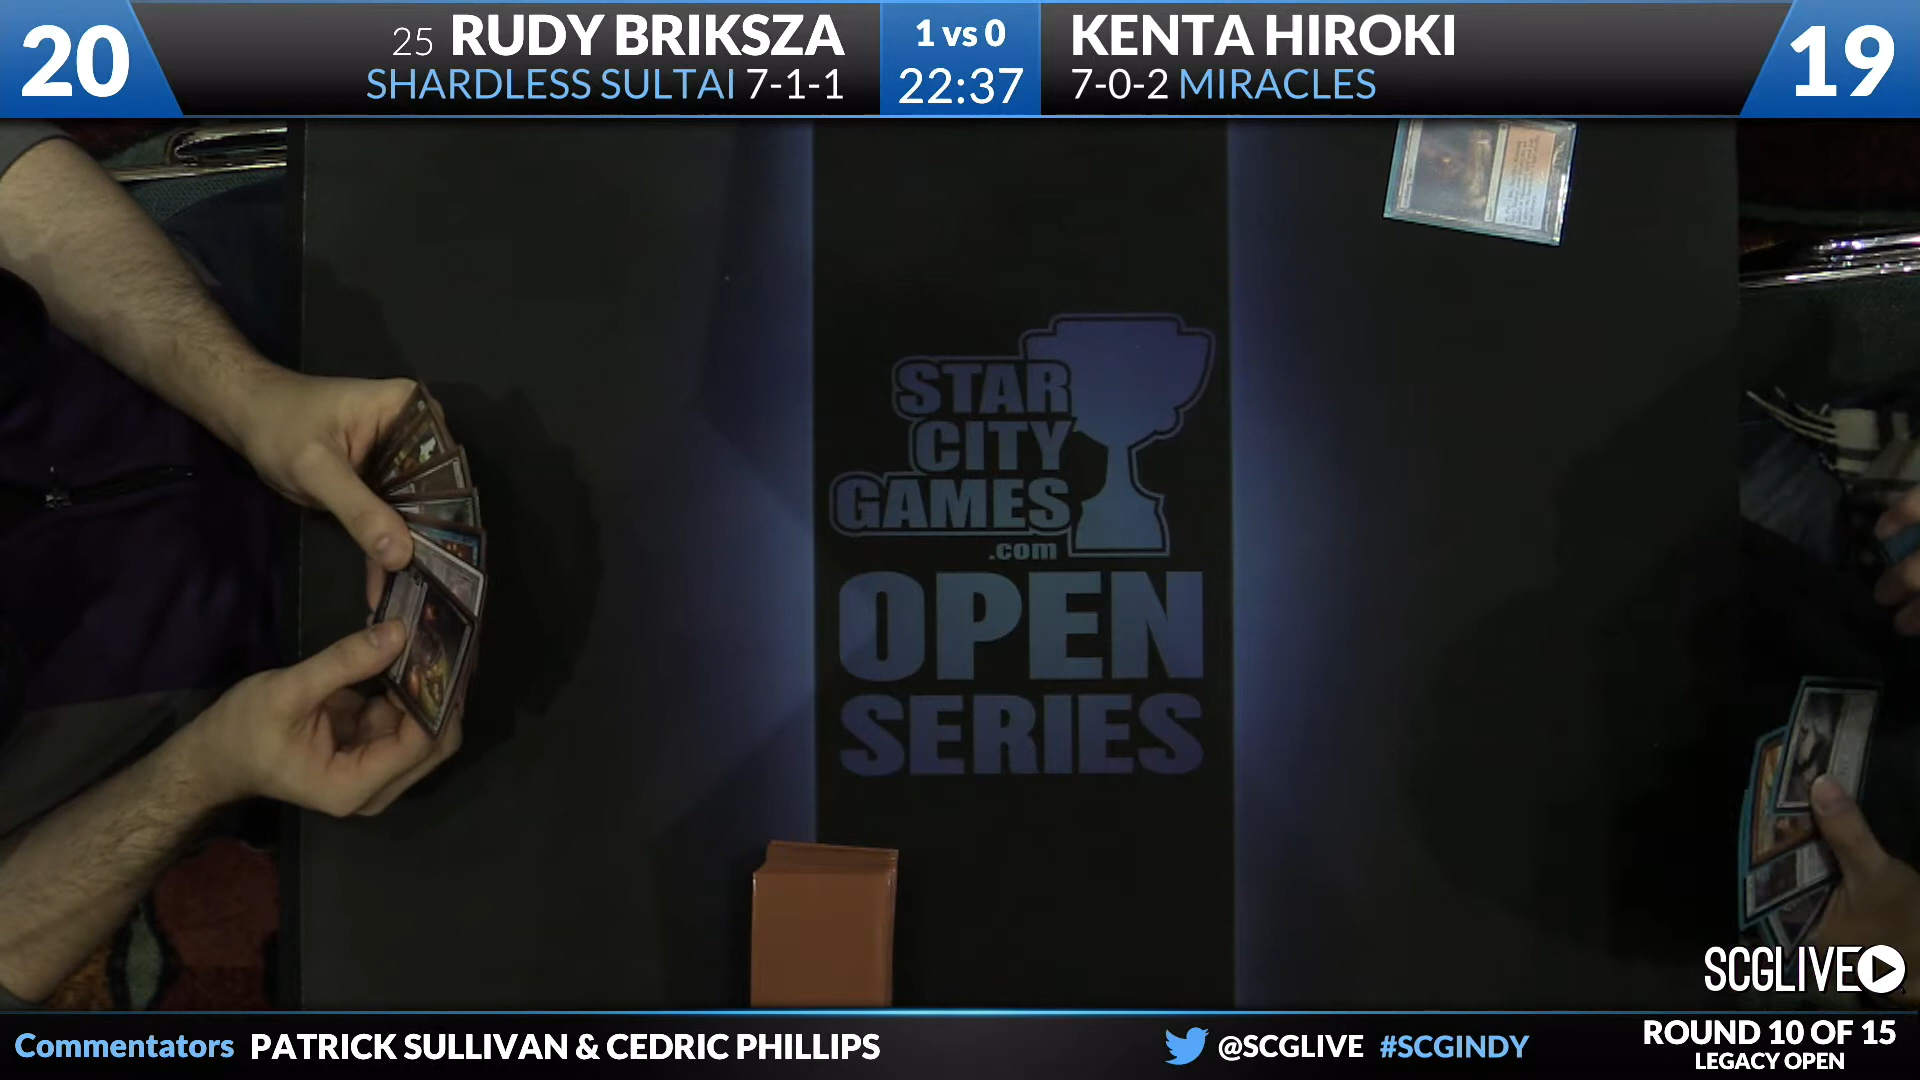 20
25 RUDY BRIKSZA
SHARDLESS SULTAI 7-1-1
1 vs 0
22:37
KENTA HIROKI
7-0-2 MIRACLES
19
STAR
CITY
GAMES
.com
OPEN
SERIES
SCGLIVE
Commentators PATRICK SULLIVAN & CEDRIC PHILLIPS
@SCGLIVE #SCGINDY
ROUND 10 OF 15
LEGACY OPEN